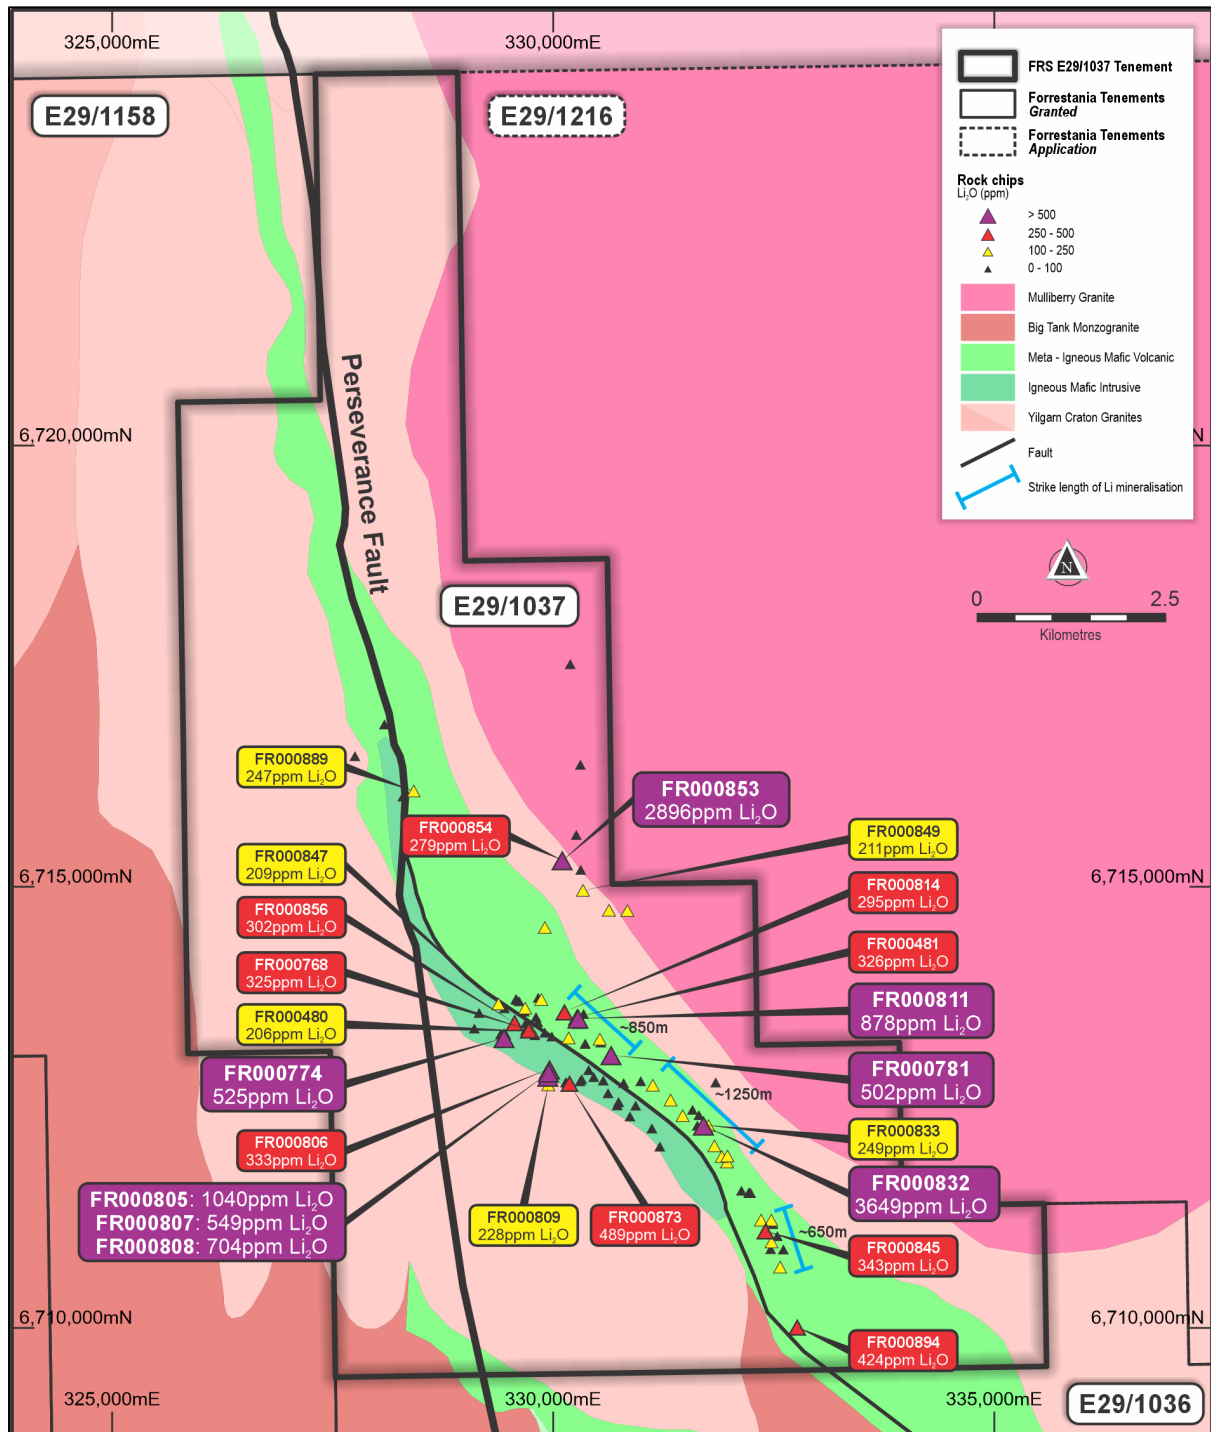 325,000mE
330,000mE
E29/1158
E29/1216
FRS E29/1037 Tenement
Forrestania Tenements
Granted
Forrestania Tenements
Application
Rock chips
Li₂O (ppm)
> 500
250 - 500
100 - 250
0 - 100
Mulliberry Granite
Big Tank Monzogranite
Meta - Igneous Mafic Volcanic
Igneous Mafic Intrusive
Yilgarn Craton Granites
Fault
Strike length of Li mineralisation
6,720,000mN
N
Perseverance Fault
N
0
2.5
Kilometres
E29/1037
FR000889
247ppm Li₂O
FR000853
2896ppm Li₂O
FR000854
279ppm Li₂O
FR000849
211ppm Li₂O
FR000847
209ppm Li₂O
6,715,000mN
6,715,000mN
FR000814
295ppm Li₂O
FR000856
302ppm Li₂O
FR000481
326ppm Li₂O
FR000768
325ppm Li₂O
FR000811
878ppm Li₂O
FR000480
206ppm Li₂O
~850m
FR000774
525ppm Li₂O
FR000781
502ppm Li₂O
~1250m
FR000833
249ppm Li₂O
FR000806
333ppm Li₂O
FR000832
3649ppm Li₂O
FR000805: 1040ppm Li₂O
FR000807: 549ppm Li₂O
FR000808: 704ppm Li₂O
FR000809
228ppm Li₂O
FR000873
489ppm Li₂O
~650m
FR000845
343ppm Li₂O
6,710,000mN
6,710,000mN
FR000894
424ppm Li₂O
325,000mE
330,000mE
335,000mE
E29/1036